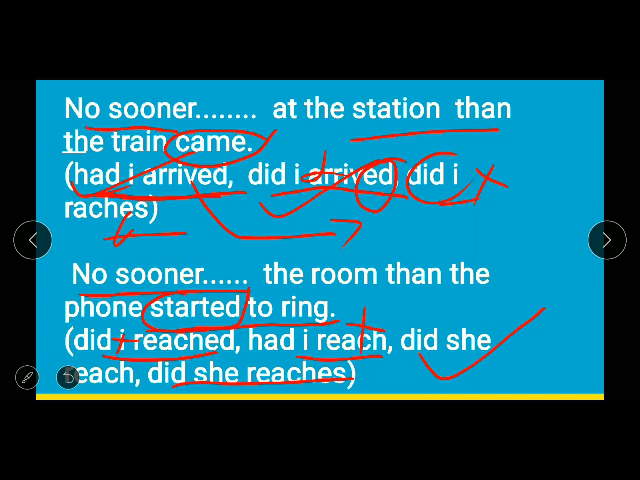 No sooner........ at the station than
the train came.
(had i arrived, did i arrived, did i
raches)
No sooner...... the room than the
phone started to ring.
(did i reached, had i reach, did she
reach, did she reaches)